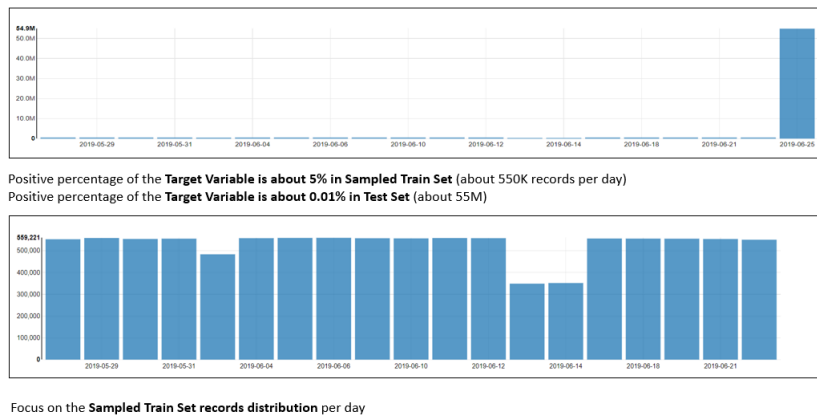 54.9M
50.0M
40.0M
30.0M
20.0M
10.0M
0
2019-05-29 2019-05-31 2019-06-04 2019-06-06 2019-06-10 2019-06-12 2019-06-14 2019-06-18 2019-06-21 2019-06-25
Positive percentage of the Target Variable is about 5% in Sampled Train Set (about 550K records per day)
Positive percentage of the Target Variable is about 0.01% in Test Set (about 55M)
559,221
500,000
400,000
300,000
200,000
100,000
0
2019-05-29 2019-05-31 2019-06-04 2019-06-06 2019-06-10 2019-06-12 2019-06-14 2019-06-18 2019-06-21
Focus on the Sampled Train Set records distribution per day